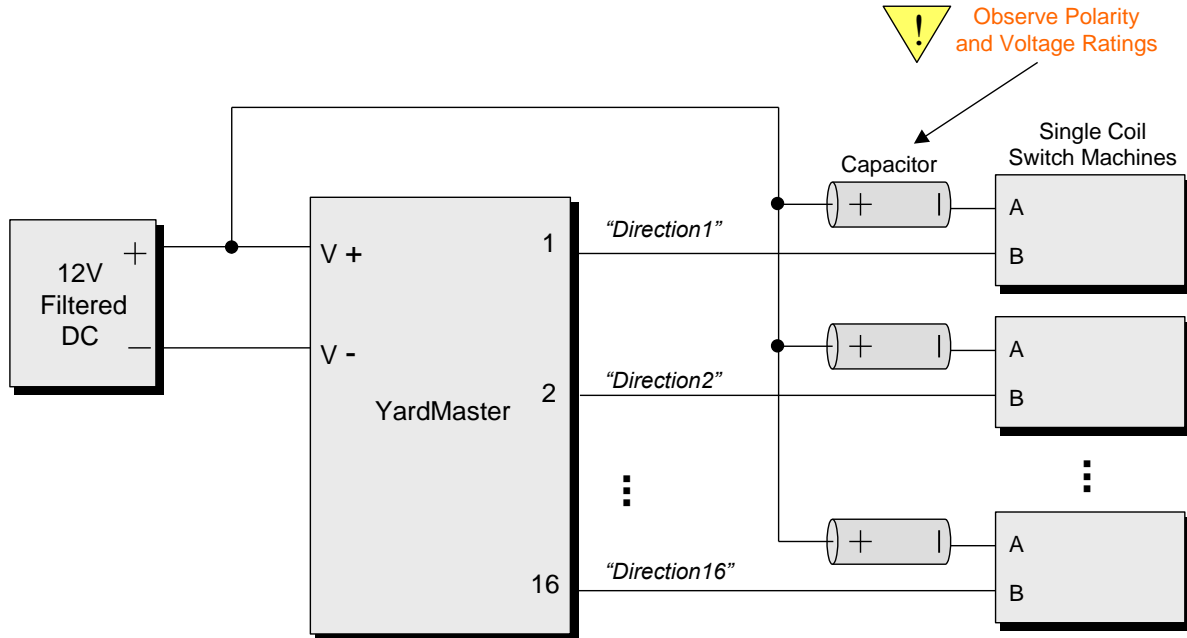 !
Observe Polarity
and Voltage Ratings
Single Coil
Switch Machines
Capacitor
+
A
“Direction1”
1
B
+
V +
12V
Filtered
DC
−
V -
+
A
“Direction2”
2
B
YardMaster
+
A
“Direction16”
16
B